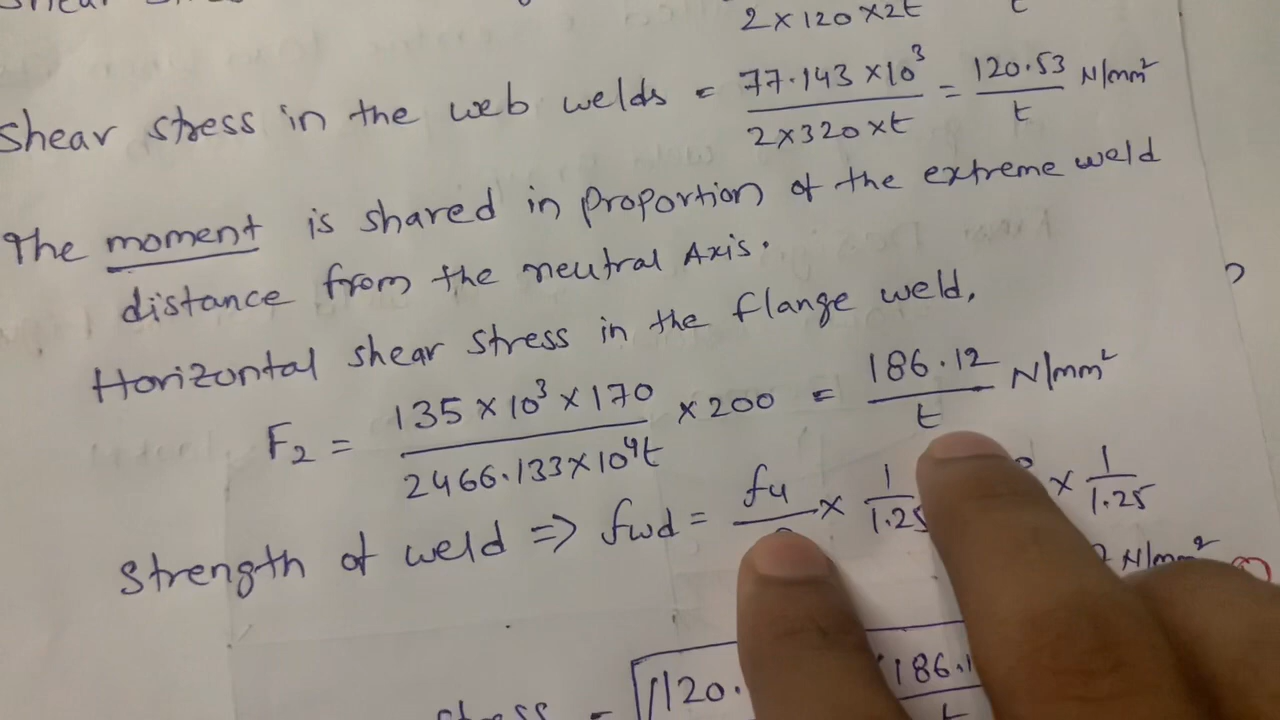 2 × 120 × 2t t
Shear stress in the web welds = 77.143 × 10³ / 2 × 320 × t = 120.53 / t N/mm²
The moment is shared in proportion of the extreme weld
distance from the neutral Axis.
Horizontal shear stress in the flange weld,
F₂ = 135 × 10³ × 170 / 2466.133 × 10⁴t × 200 = 186.12 / t N/mm²
Strength of weld => fwd = fu × 1 / 1.25 × 1 / 1.25
N/mm²
stress = √ 120. 186.1 t